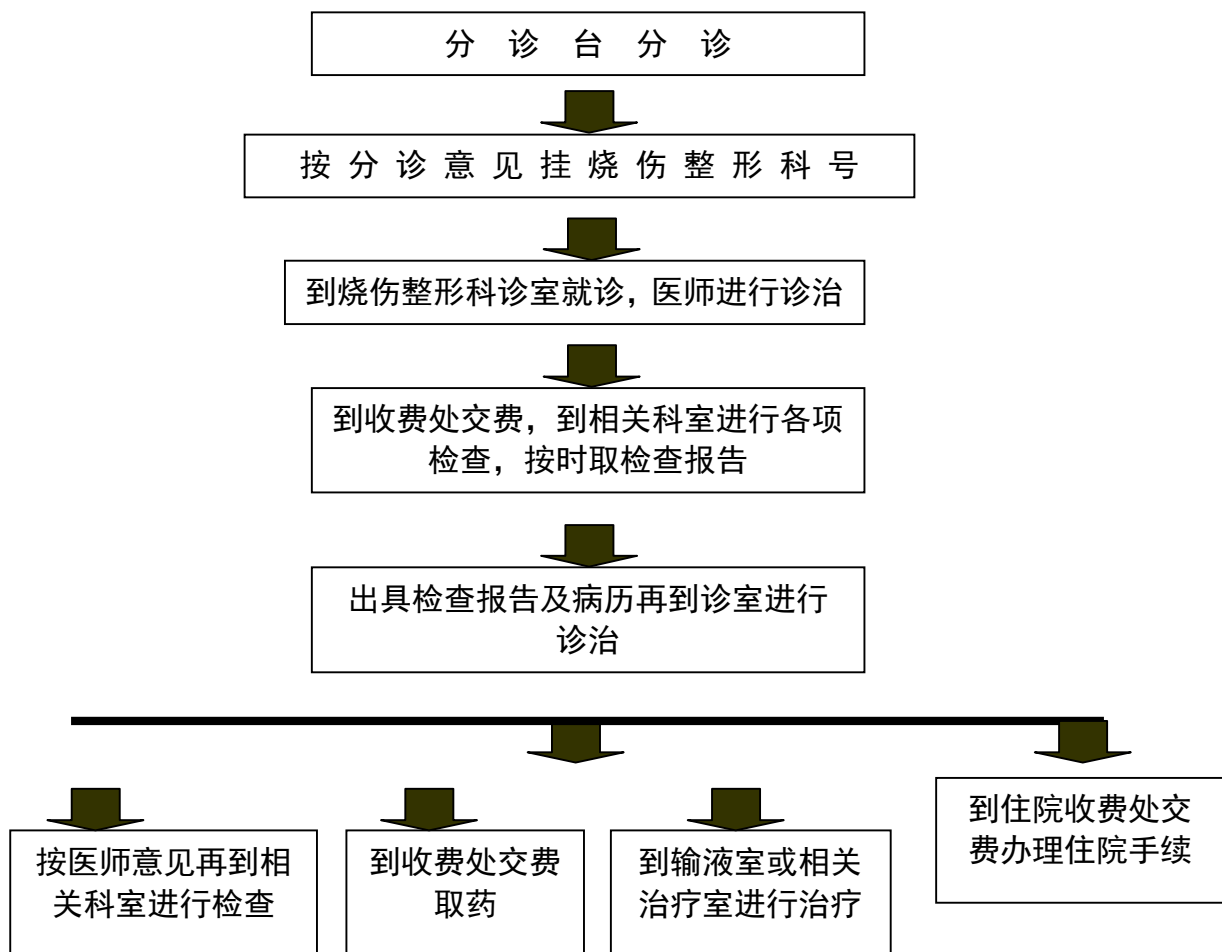 分诊台分诊
按分诊意见挂烧伤整形科号
到烧伤整形科诊室就诊，医师进行诊治
到收费处交费，到相关科室进行各项
检查，按时取检查报告
出具检查报告及病历再到诊室进行
诊治
按医师意见再到相
关科室进行检查
到收费处交费
取药
到输液室或相关
治疗室进行治疗
到住院收费处交
费办理住院手续